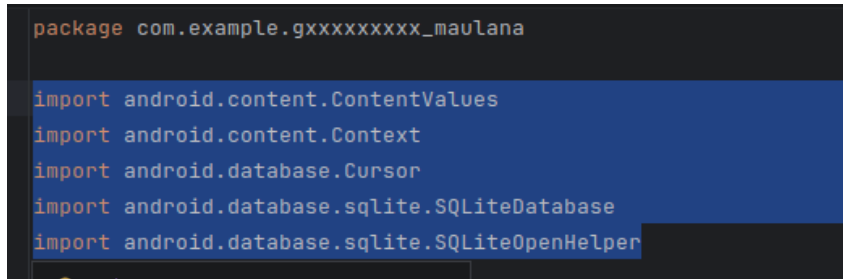 package com.example.gxxxxxxxxx_maulana
import android.content.ContentValues
import android.content.Context
import android.database.Cursor
import android.database.sqlite.SQLiteDatabase
import android.database.sqlite.SQLiteOpenHelper